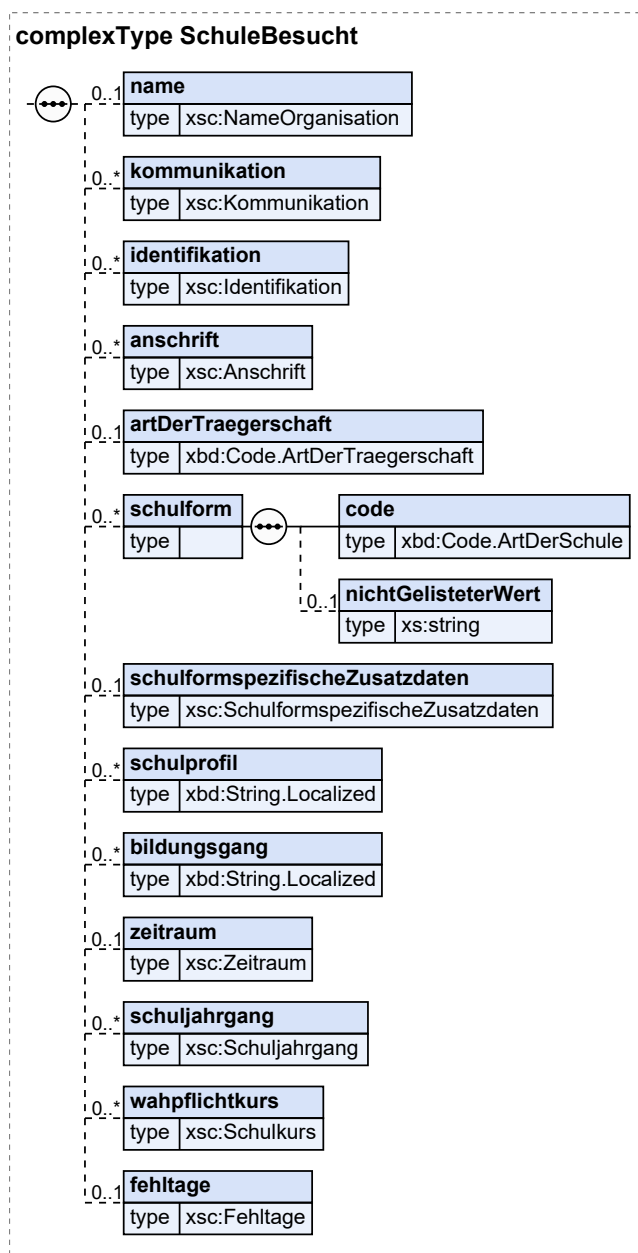 complexType SchuleBesucht
0..1 name
type xsc:NameOrganisation
0..* kommunikation
type xsc:Kommunikation
0..* identifikation
type xsc:Identifikation
0..* anschrift
type xsc:Anschrift
0..1 artDerTraegerschaft
type xbd:Code.ArtDerTraegerschaft
0..* schulform code
type type xbd:Code.ArtDerSchule
0..1 nichtGelisteterWert
type xs:string
0..1 schulformspezifischeZusatzdaten
type xsc:SchulformspezifischeZusatzdaten
0..* schulprofil
type xbd:String.Localized
0..* bildungsgang
type xbd:String.Localized
0..1 zeitraum
type xsc:Zeitraum
0..* schuljahrgang
type xsc:Schuljahrgang
0..* wahpflichtkurs
type xsc:Schulkurs
0..1 fehltage
type xsc:Fehltage